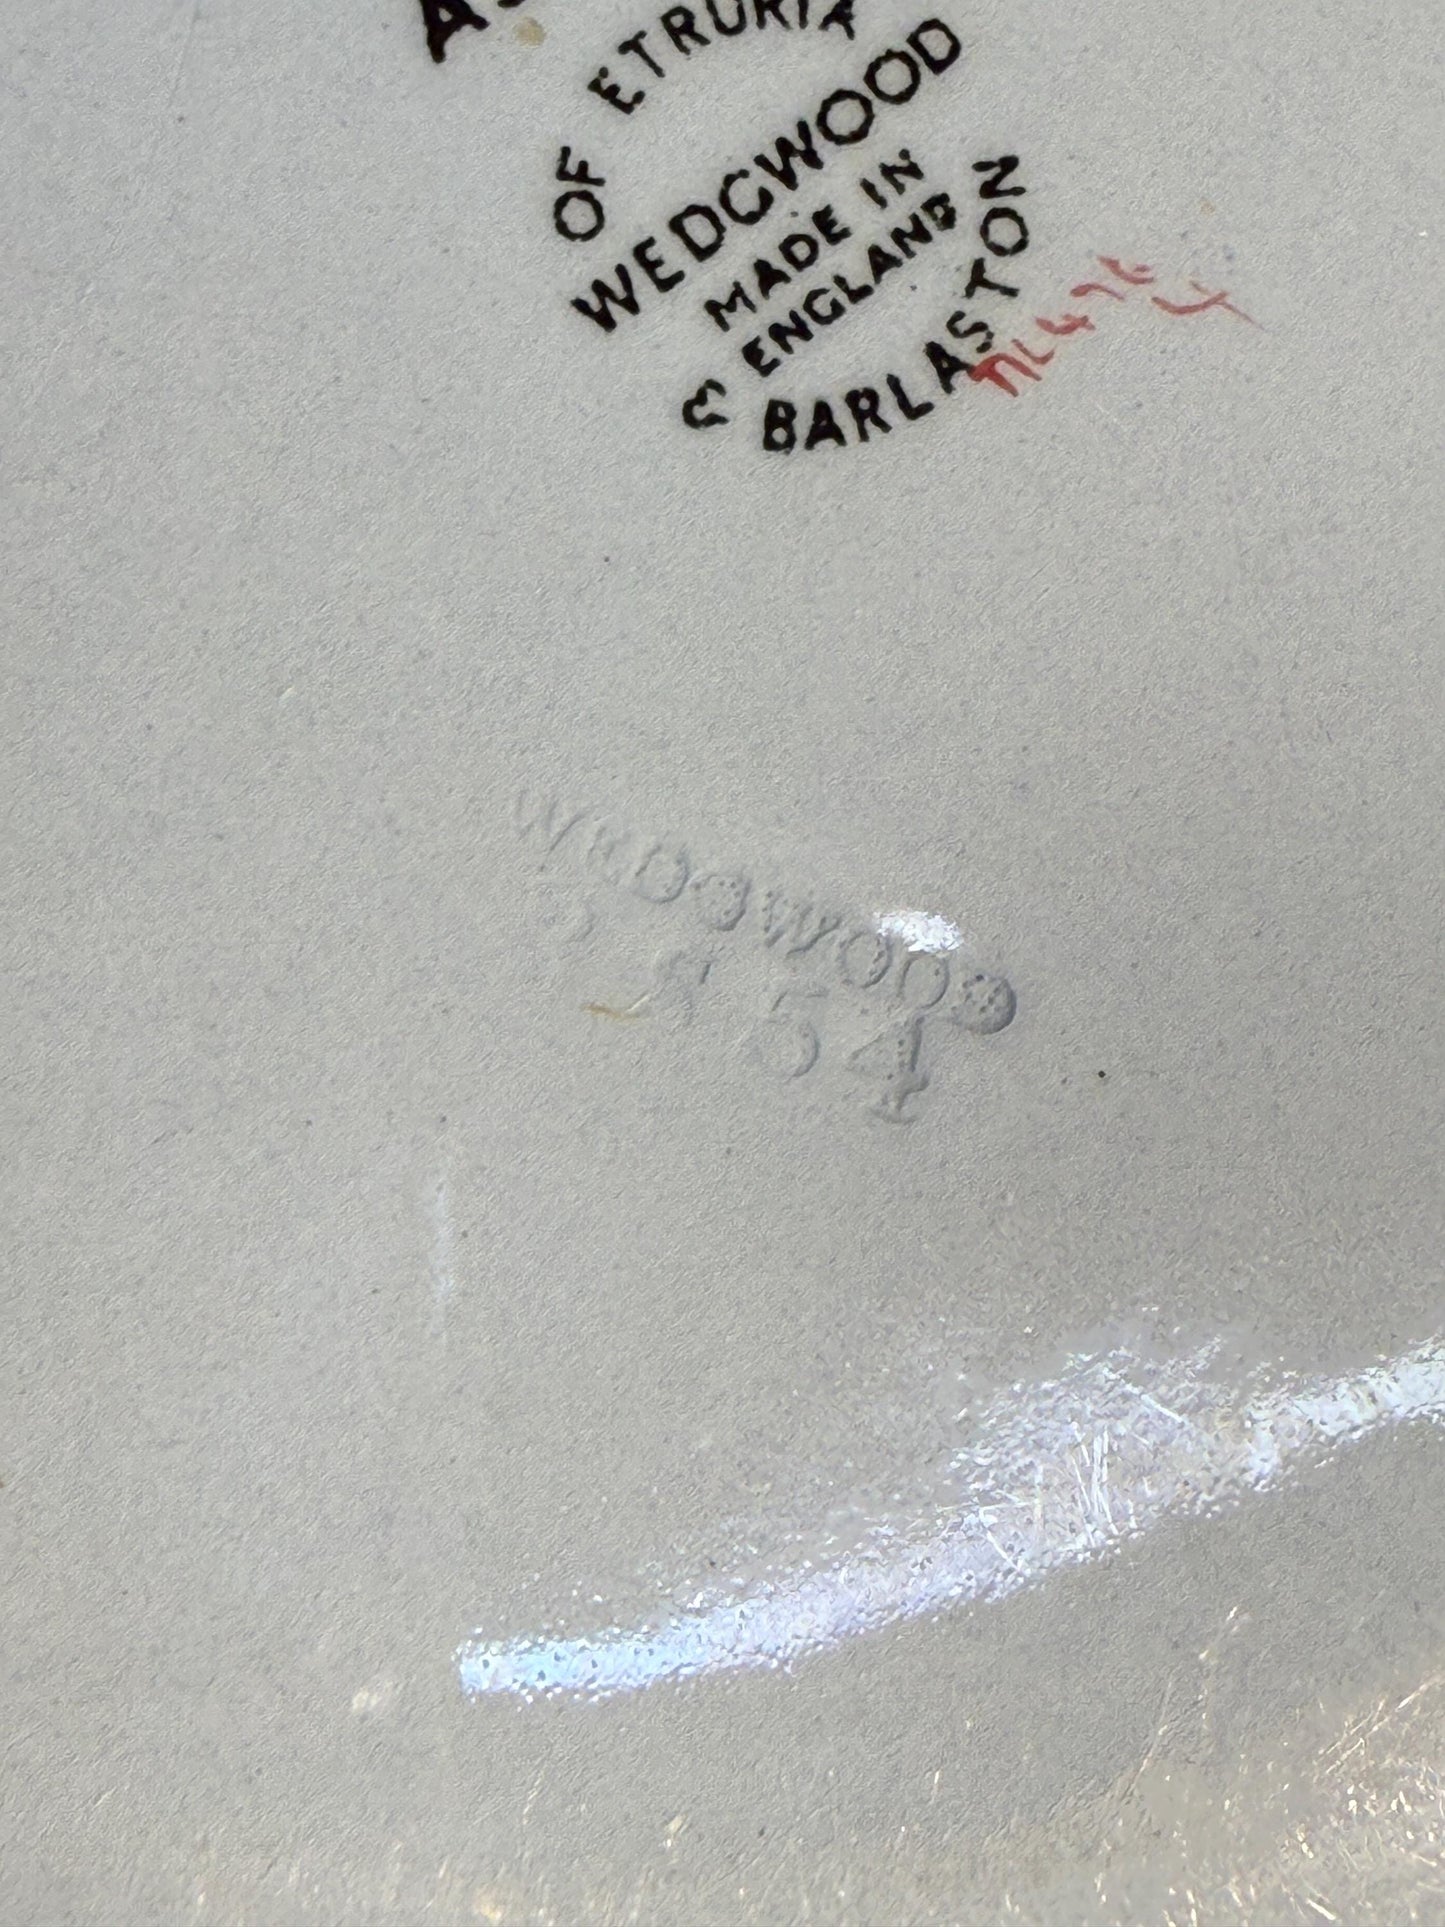 OF ETRURIA
WEDGWOOD
MADE IN
ENGLAND
& BARLASTON
WEDGWOOD
54